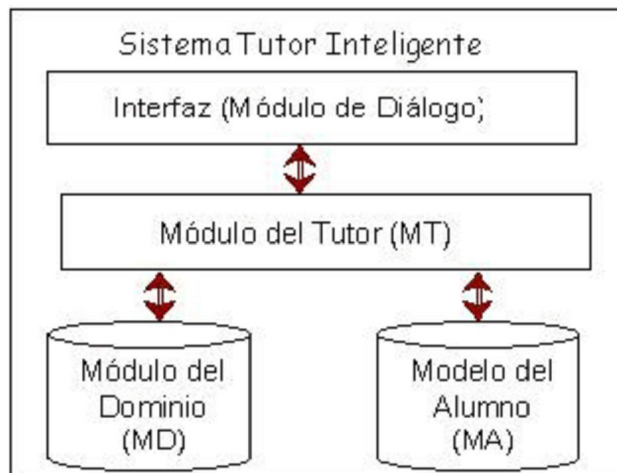 Sistema Tutor Inteligente
Interfaz (Módulo de Diálogo)
Módulo del Tutor (MT)
Módulo del
Dominio
(MD)
Modelo del
Alumno
(MA)